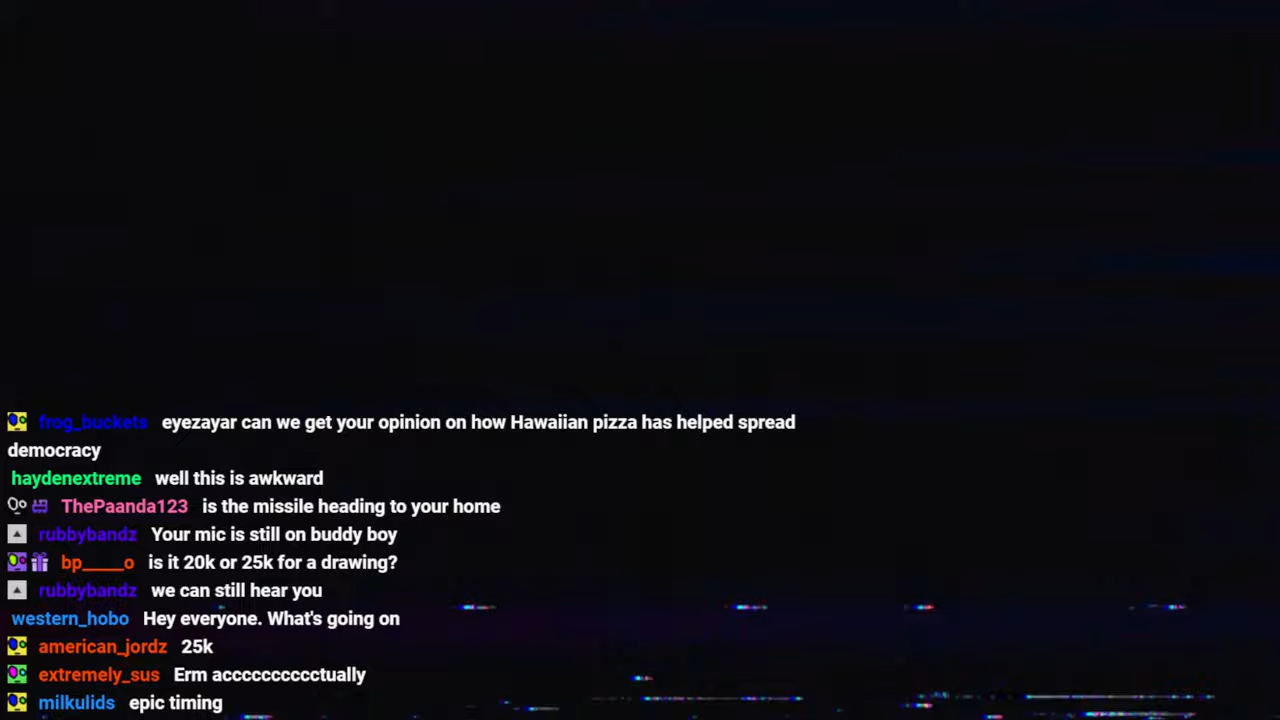 frog_buckets eyezayar can we get your opinion on how Hawaiian pizza has helped spread
democracy
haydenextreme well this is awkward
ThePaanda123 is the missile heading to your home
rubbybandz Your mic is still on buddy boy
bp_____o is it 20k or 25k for a drawing?
rubbybandz we can still hear you
western_hobo Hey everyone. What's going on
american_jordz 25k
extremely_sus Erm acccccccccctually
milkulids epic timing